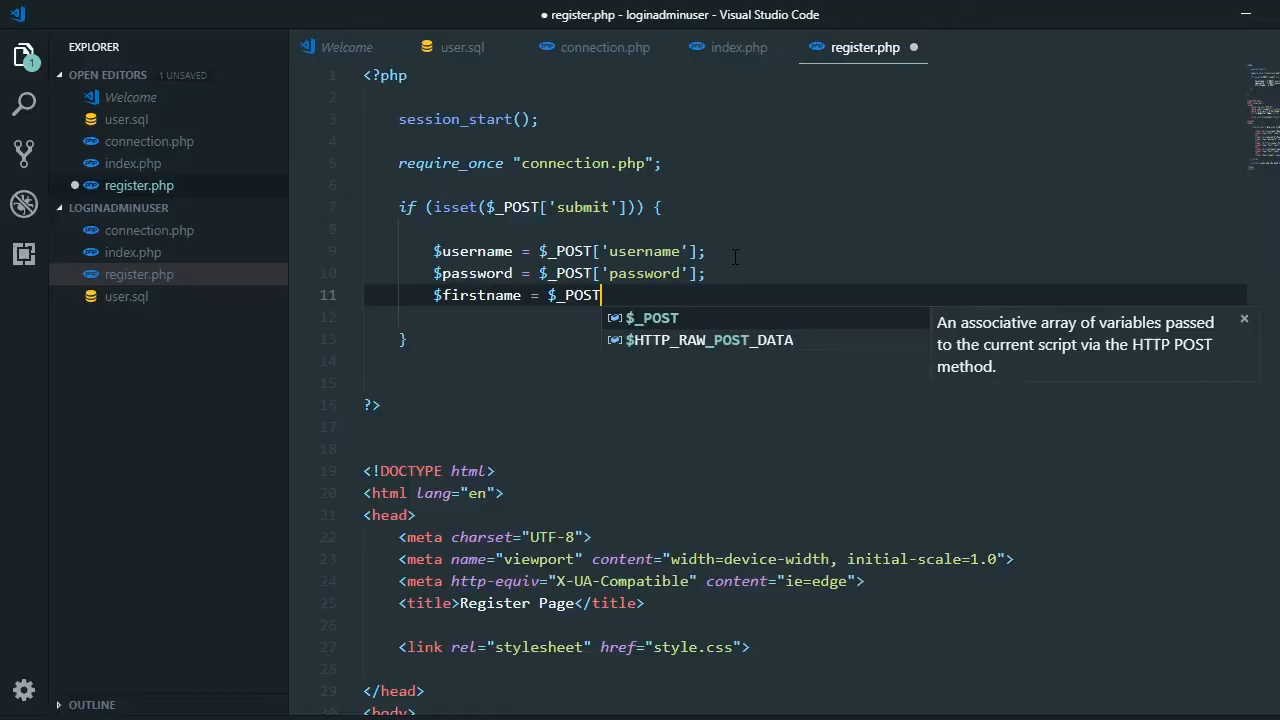 ● register.php - loginadminuser - Visual Studio Code
EXPLORER
OPEN EDITORS 1 UNSAVED
Welcome
user.sql
connection.php
index.php
register.php
LOGINADMINUSER
connection.php
index.php
register.php
user.sql
OUTLINE
1
Welcome
user.sql
connection.php
index.php
register.php ●
1 <?php
2
3 session_start();
4
5 require_once "connection.php";
6
7 if (isset($_POST['submit'])) {
8
9 $username = $_POST['username'];
10 $password = $_POST['password'];
11 $firstname = $_POST
12
13 }
14
15
16 ?>
17
18
19 <!DOCTYPE html>
20 <html lang="en">
21 <head>
22 <meta charset="UTF-8">
23 <meta name="viewport" content="width=device-width, initial-scale=1.0">
24 <meta http-equiv="X-UA-Compatible" content="ie=edge">
25 <title>Register Page</title>
26
27 <link rel="stylesheet" href="style.css">
28
29 </head>
30 <body>
$_POST
$HTTP_RAW_POST_DATA
An associative array of variables passed
to the current script via the HTTP POST
method.